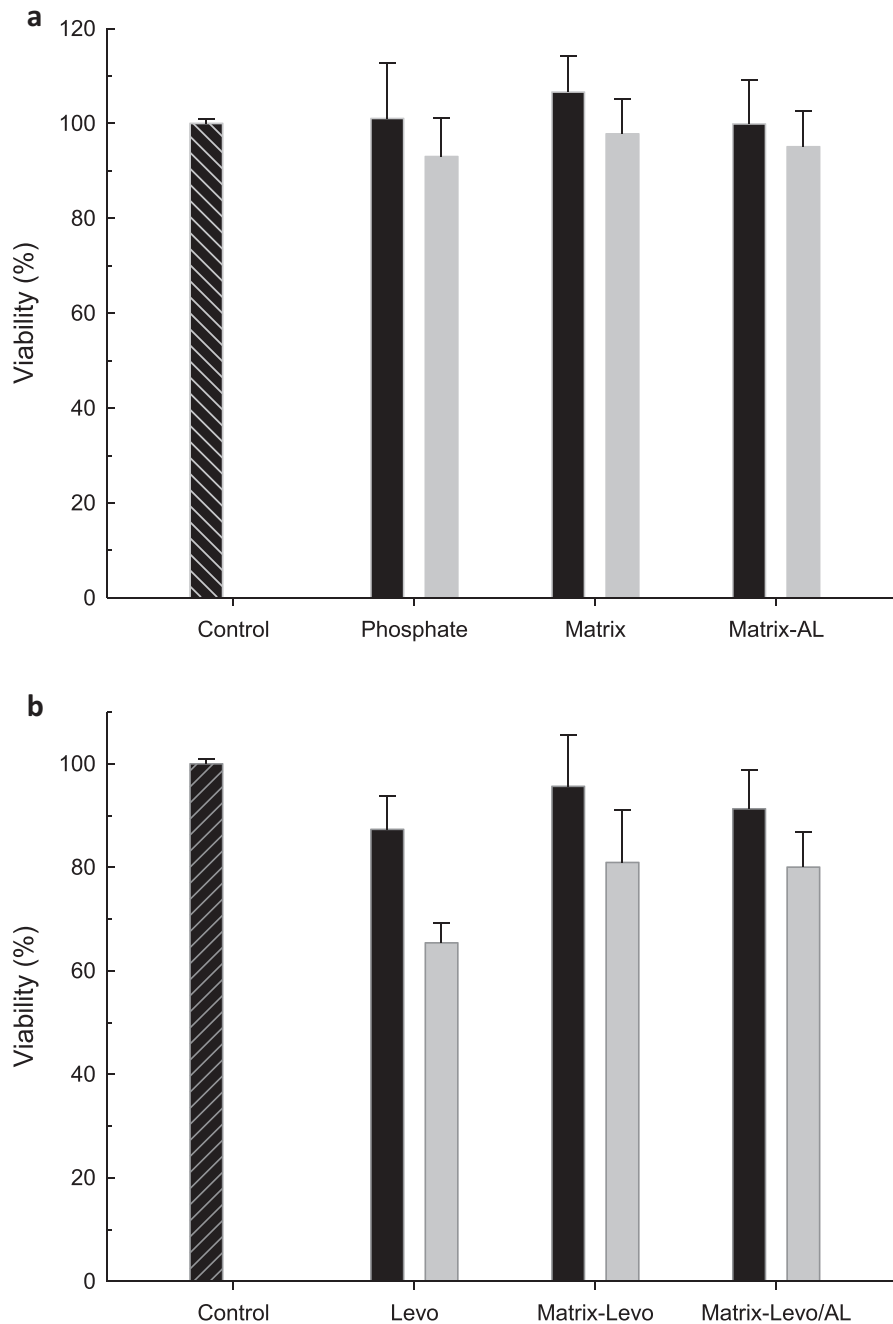 a
120
100
80
60
40
20
0
Viability (%)
Control Phosphate Matrix Matrix-AL
b
100
80
60
40
20
0
Viability (%)
Control Levo Matrix-Levo Matrix-Levo/AL